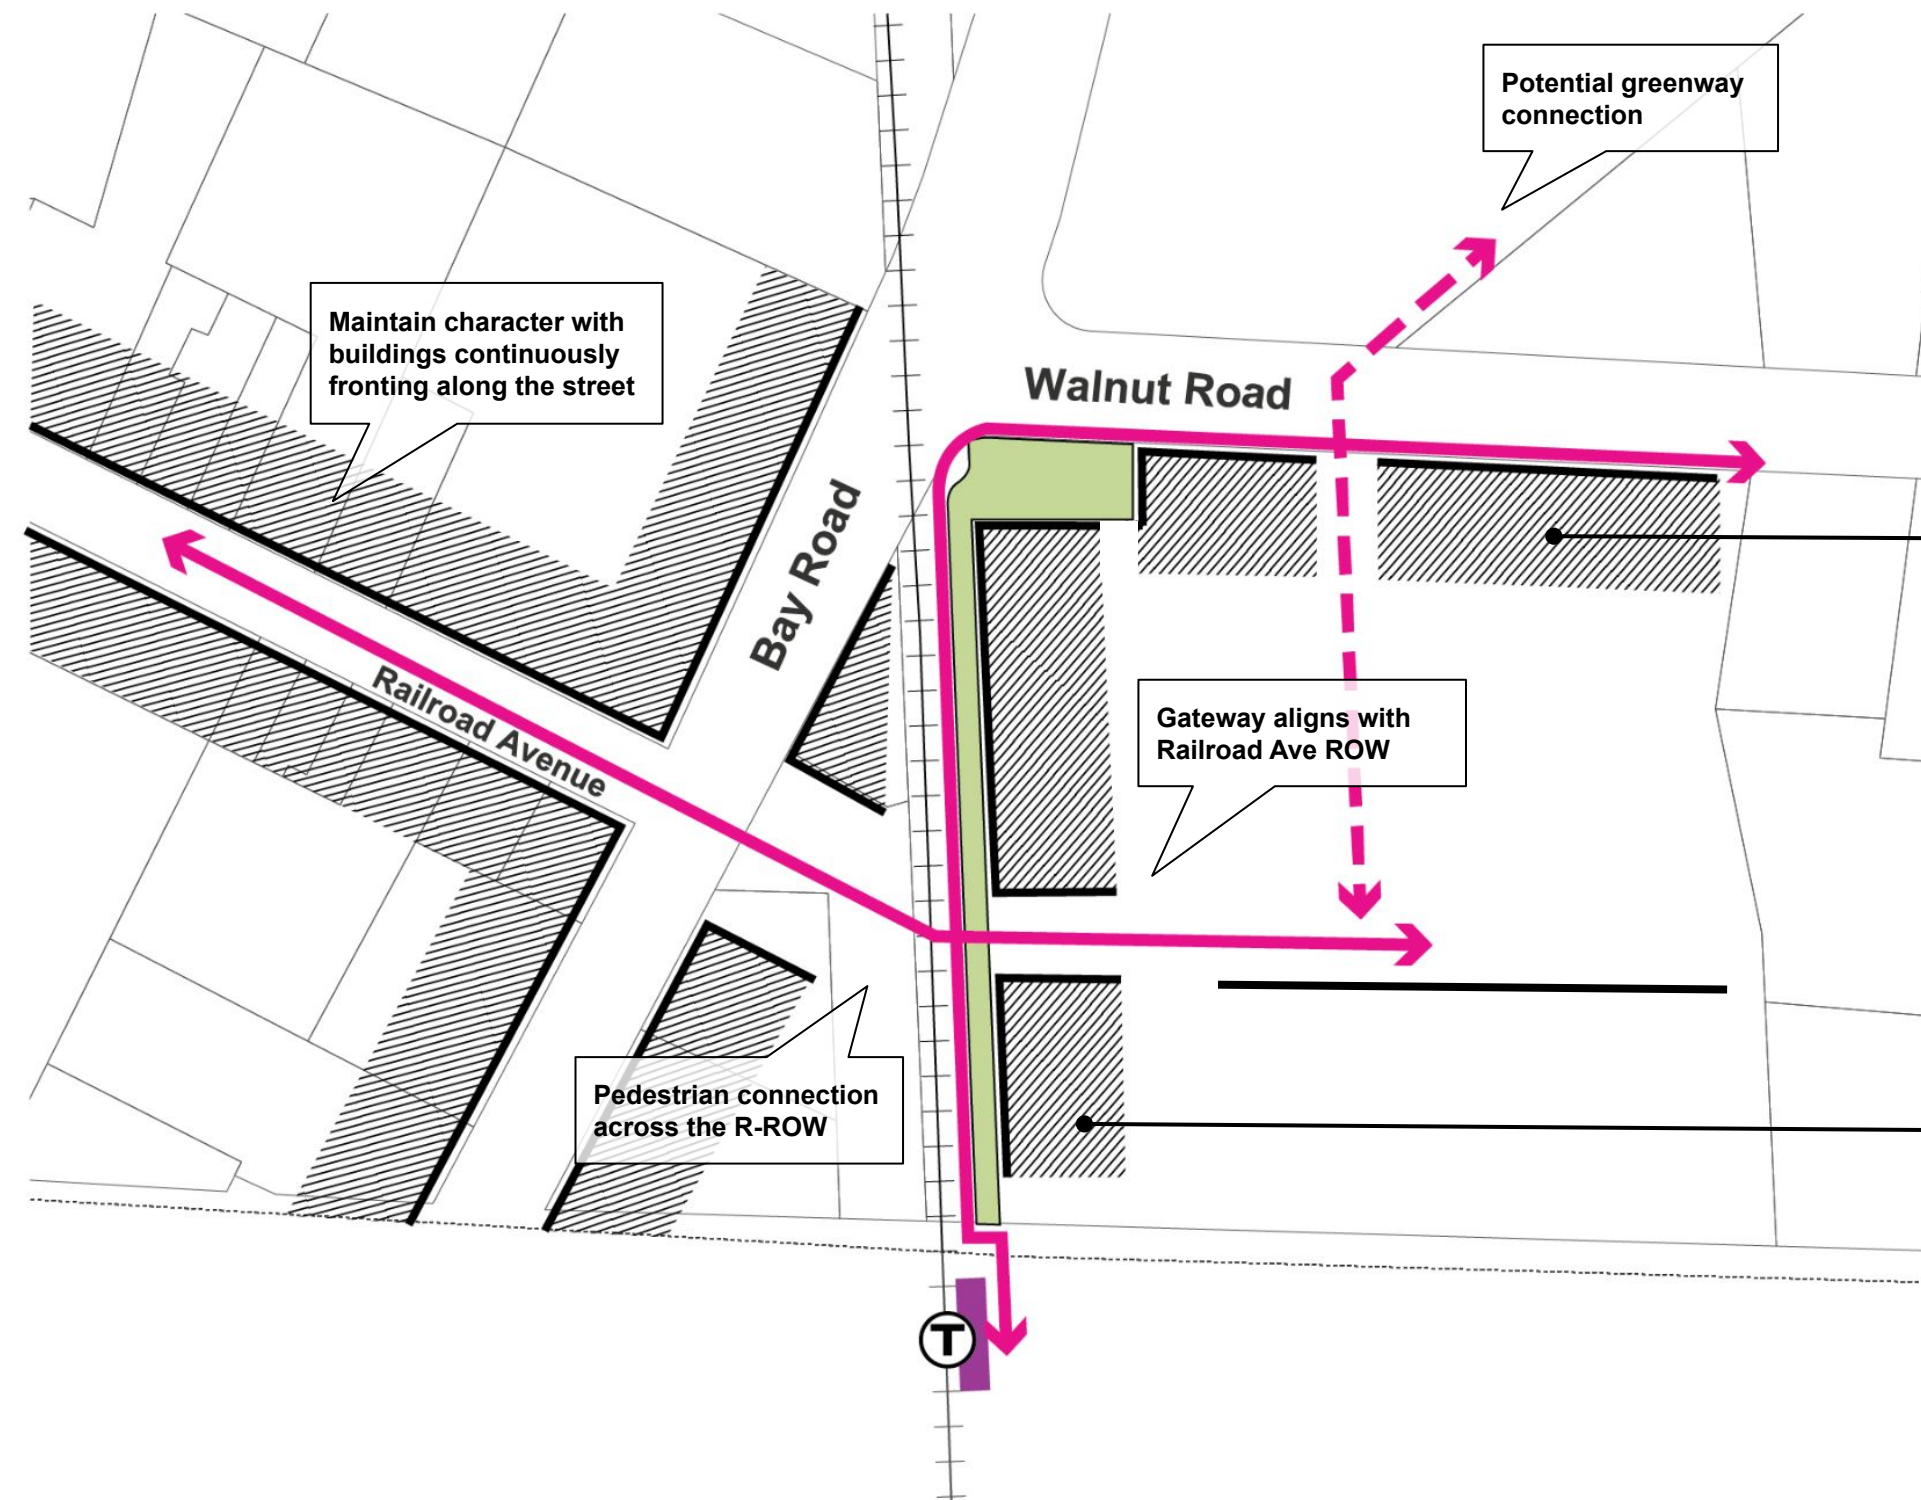 Potential greenway
connection
Maintain character with
buildings continuously
fronting along the street
Walnut Road
Bay Road
Railroad Avenue
Gateway aligns with
Railroad Ave ROW
Pedestrian connection
across the R-ROW
T